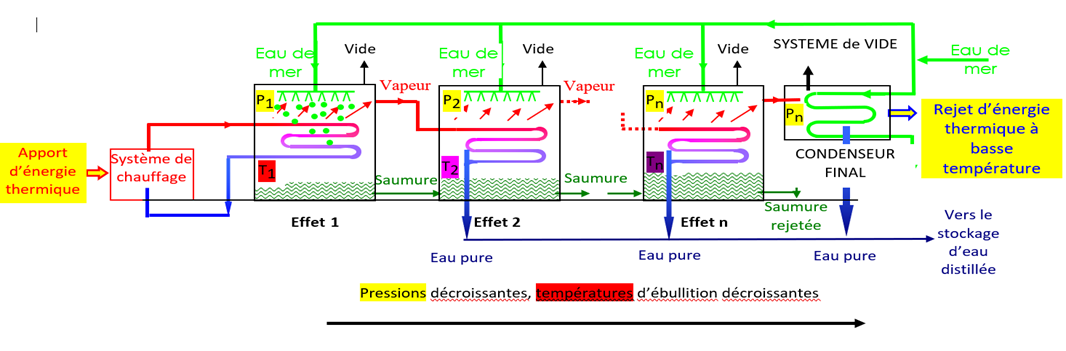 Eau de
mer
Vide
Eau de
mer
Vide
Eau de
mer
Vide
SYSTEME de VIDE
Eau de
mer
P1
Vapeur
P2
Vapeur
Pn
Pn
Rejet d'énergie
thermique à
basse
température
Apport
d'énergie
thermique
Système de
chauffage
T1
T2
Tn
CONDENSEUR
FINAL
Saumure
Saumure
Saumure
rejetée
Effet 1
Effet 2
Effet n
Eau pure
Eau pure
Eau pure
Vers le
stockage
d'eau
distillée
Pressions décroissantes, températures d'ébullition décroissantes